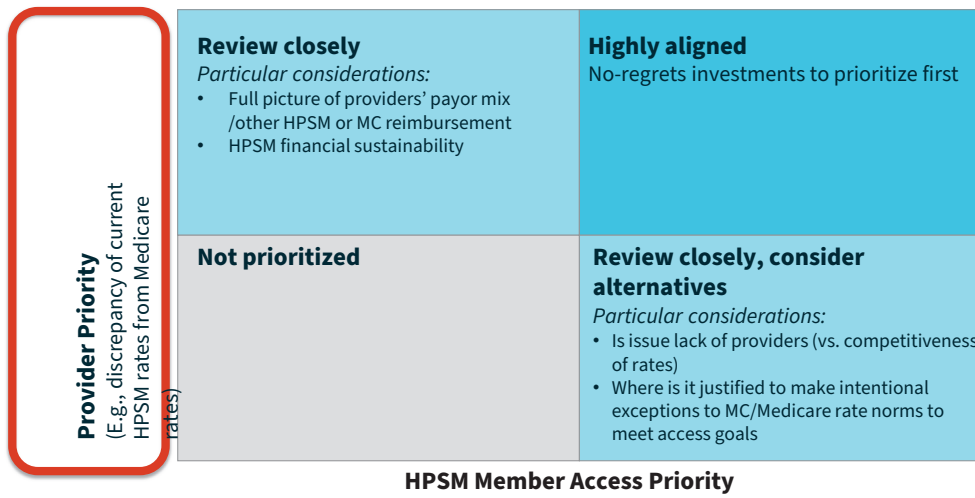 Provider Priority
(E.g., discrepancy of current
HPSM rates from Medicare
rates)
Review closely
Particular considerations:
• Full picture of providers’ payor mix
/other HPSM or MC reimbursement
• HPSM financial sustainability
Highly aligned
No-regrets investments to prioritize first
Not prioritized
Review closely, consider
alternatives
Particular considerations:
• Is issue lack of providers (vs. competitiveness
of rates)
• Where is it justified to make intentional
exceptions to MC/Medicare rate norms to
meet access goals
HPSM Member Access Priority